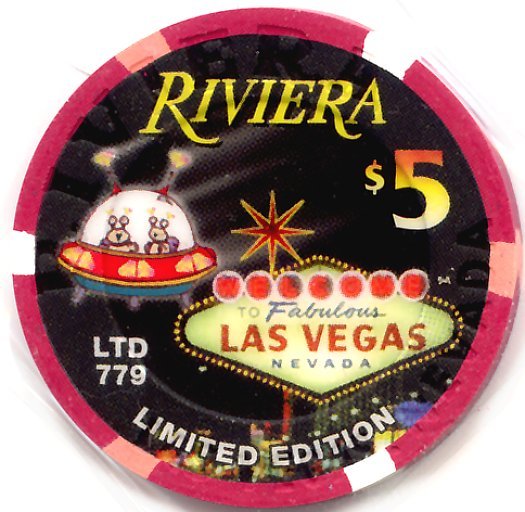 RIVIERA
$5
WELCOME
TO Fabulous
LAS VEGAS
NEVADA
LTD
779
LIMITED EDITION